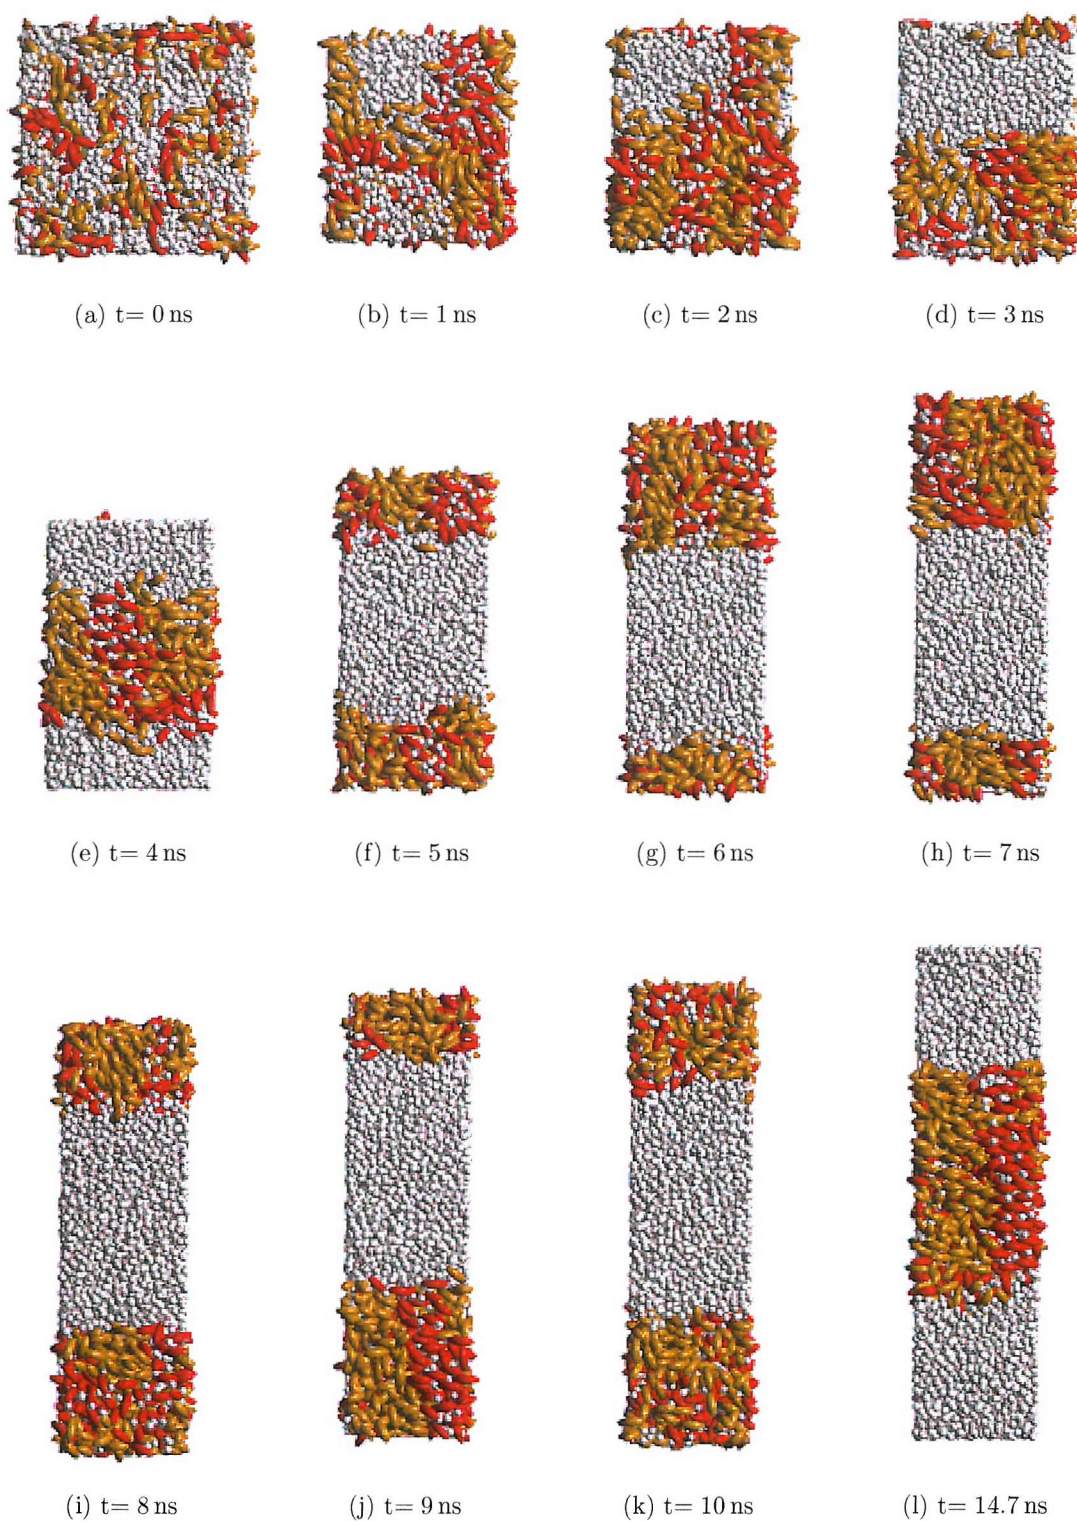 (a) t= 0 ns
(b) t= 1 ns
(c) t= 2 ns
(d) t= 3 ns
(e) t= 4 ns
(f) t= 5 ns
(g) t= 6 ns
(h) t= 7 ns
(i) t= 8 ns
(j) t= 9 ns
(k) t= 10 ns
(l) t= 14.7 ns